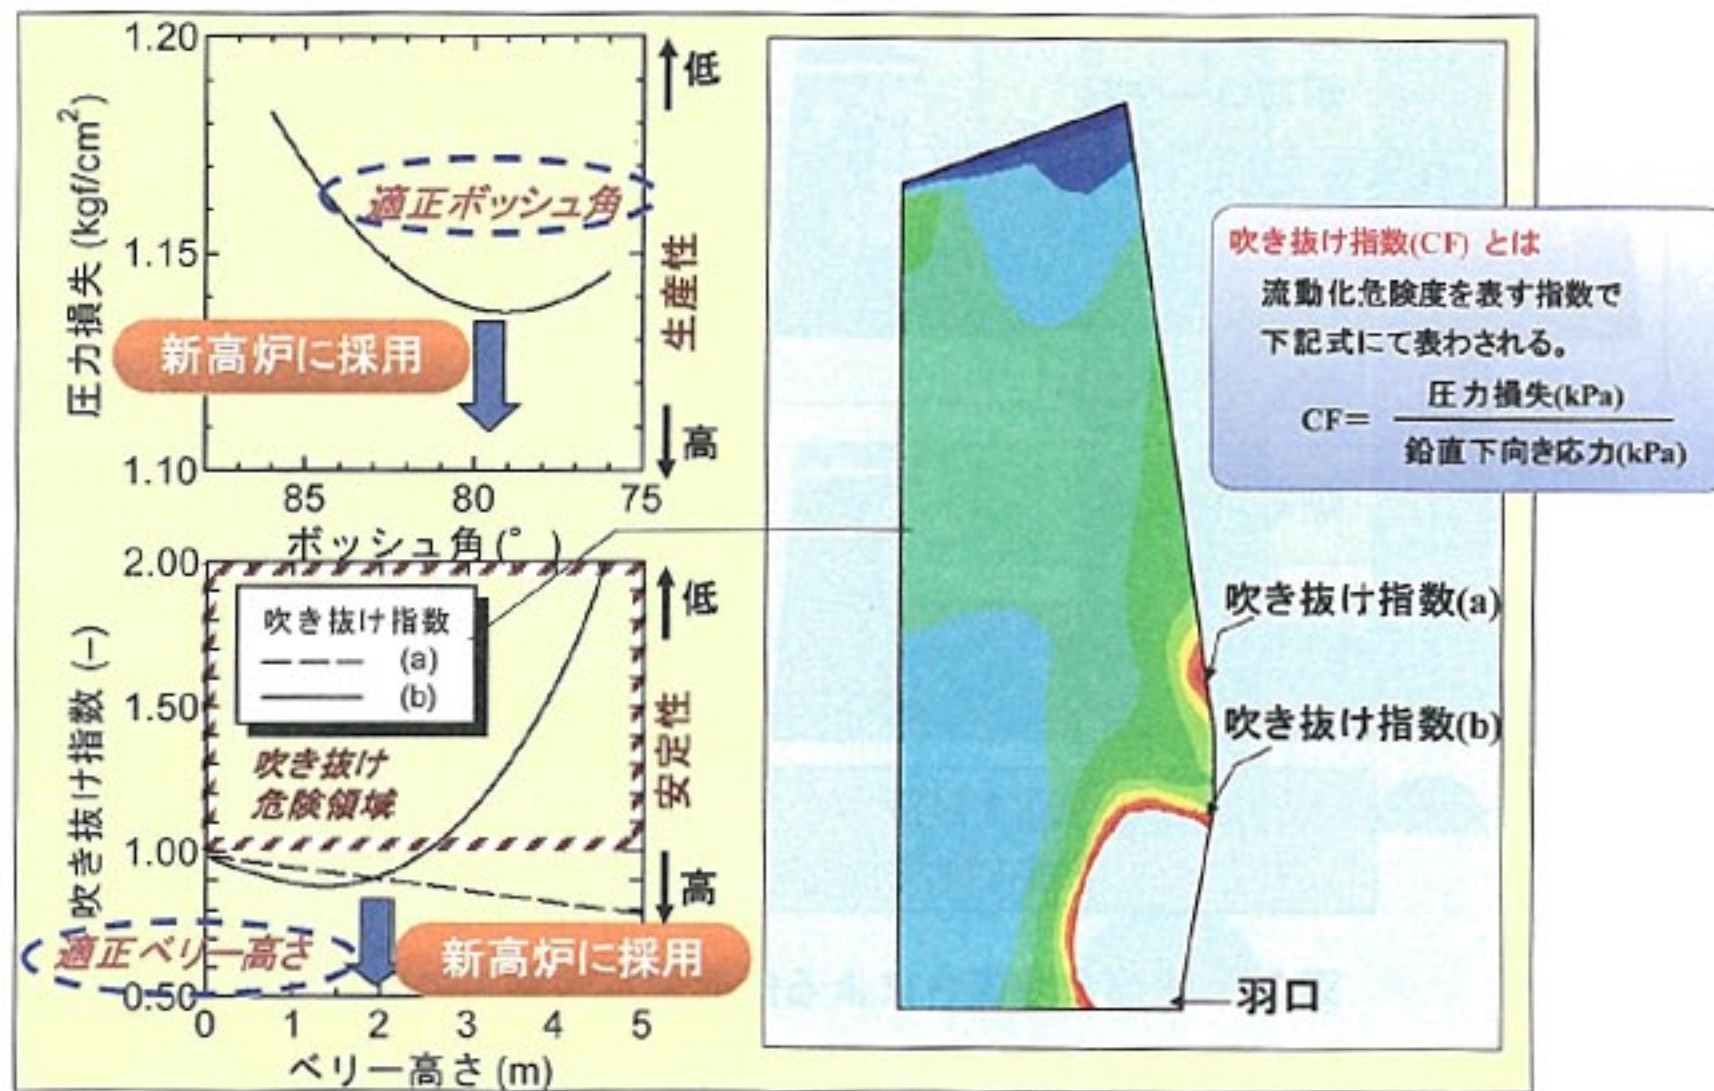 1.20
1.15
1.10
圧力損失(kgf/cm²)
適正ボッシュ角
新高炉に採用
低
生産性
高
85 80 75
ボッシュ角(°)
2.00
1.50
1.00
0.50
吹き抜け指数(−)
吹き抜け指数
(a)
(b)
吹き抜け
危険領域
低
安定性
高
適正ベリー高さ
新高炉に採用
0 1 2 3 4 5
ベリー高さ(m)
吹き抜け指数(CF) とは
流動化危険度を表す指数で
下記式にて表わされる。
CF= 圧力損失(kPa)
鉛直下向き応力(kPa)
吹き抜け指数(a)
吹き抜け指数(b)
羽口